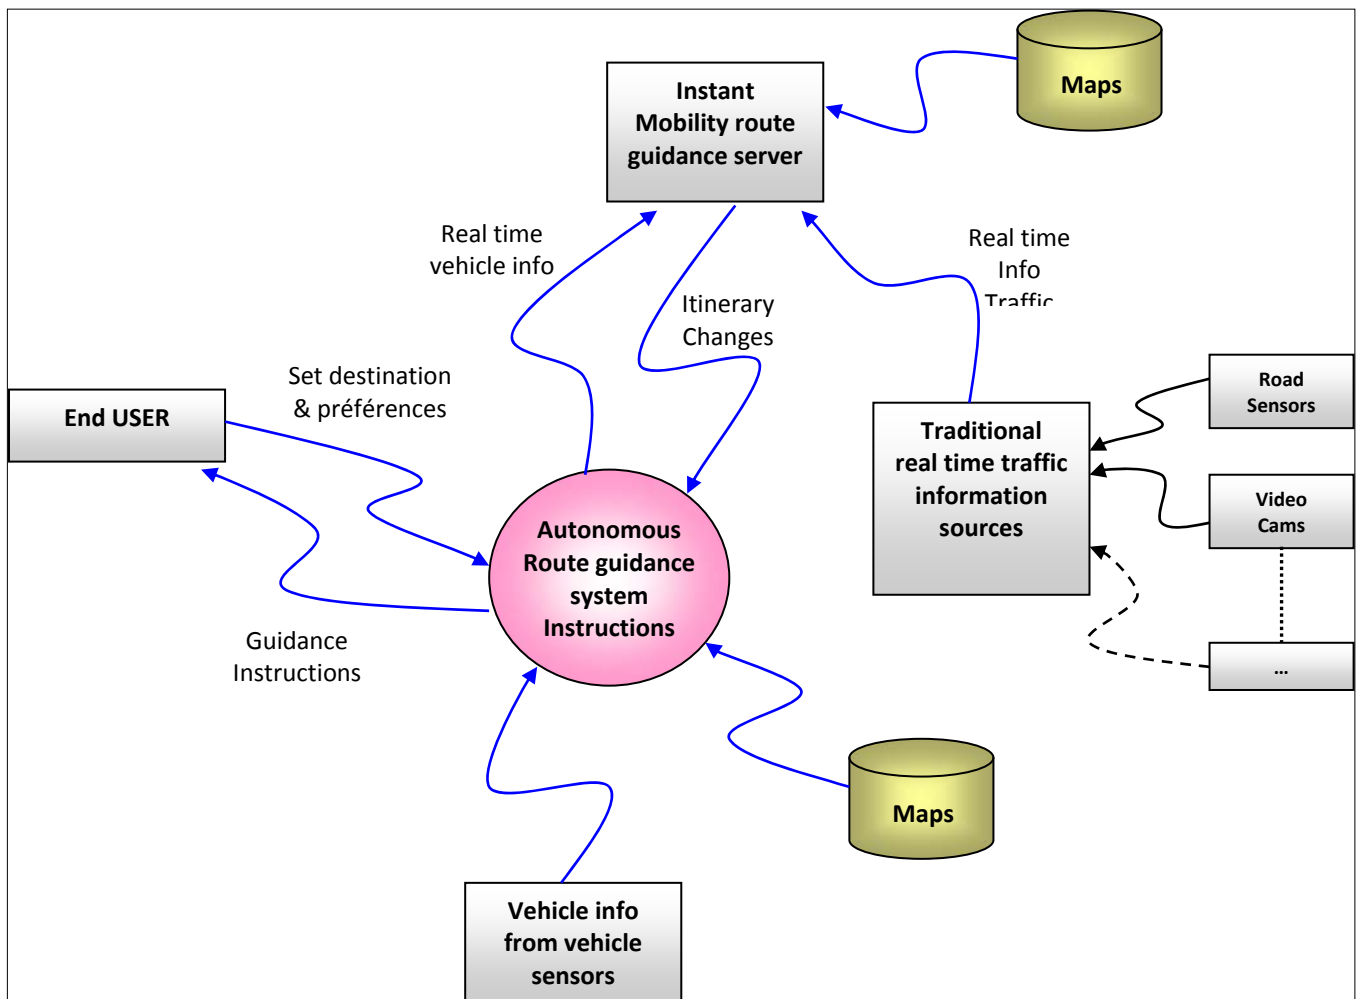 Maps
Instant
Mobility route
guidance server
Real time
vehicle info
Real time
Info
Traffic
Itinerary
Changes
Set destination
& préférences
End USER
Road
Sensors
Traditional
real time traffic
information
sources
Video
Cams
Autonomous
Route guidance
system
Instructions
Guidance
Instructions
...
Maps
Vehicle info
from vehicle
sensors